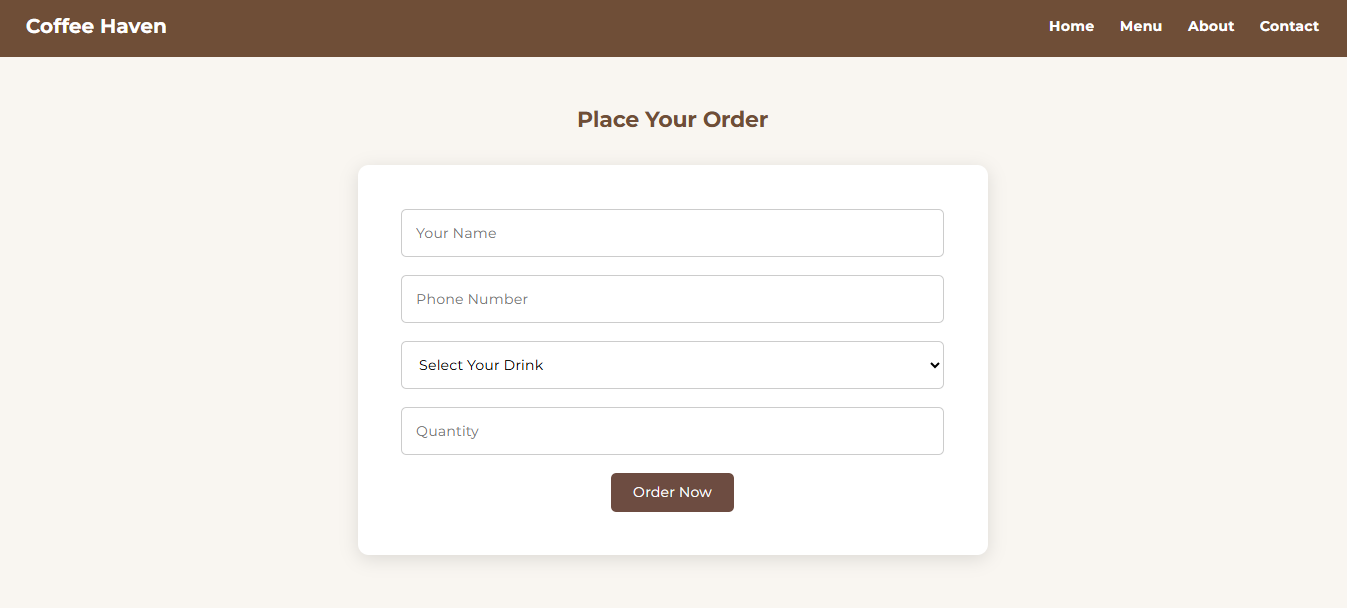 Coffee Haven
Home Menu About Contact
Place Your Order
Your Name
Phone Number
Select Your Drink
Quantity
Order Now